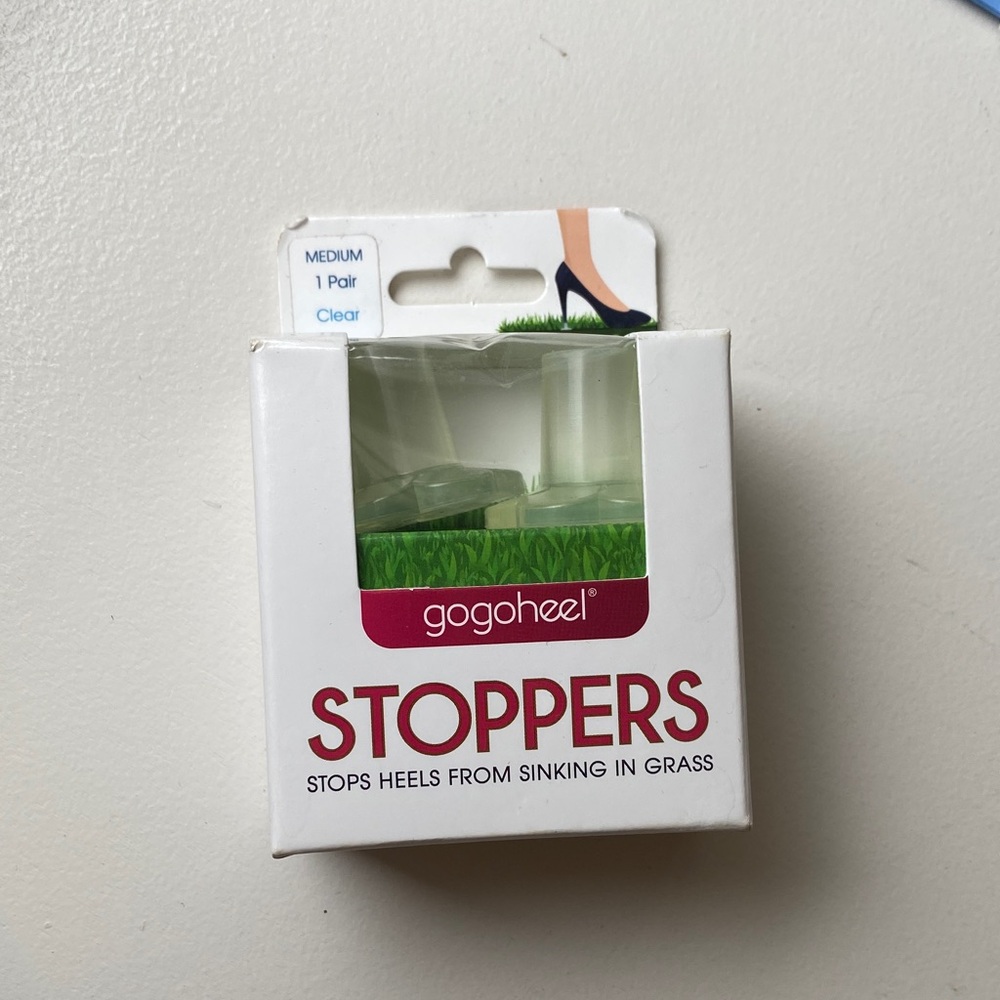 MEDIUM
1 Pair
Clear
gogoheel®
STOPPERS
STOPS HEELS FROM SINKING IN GRASS